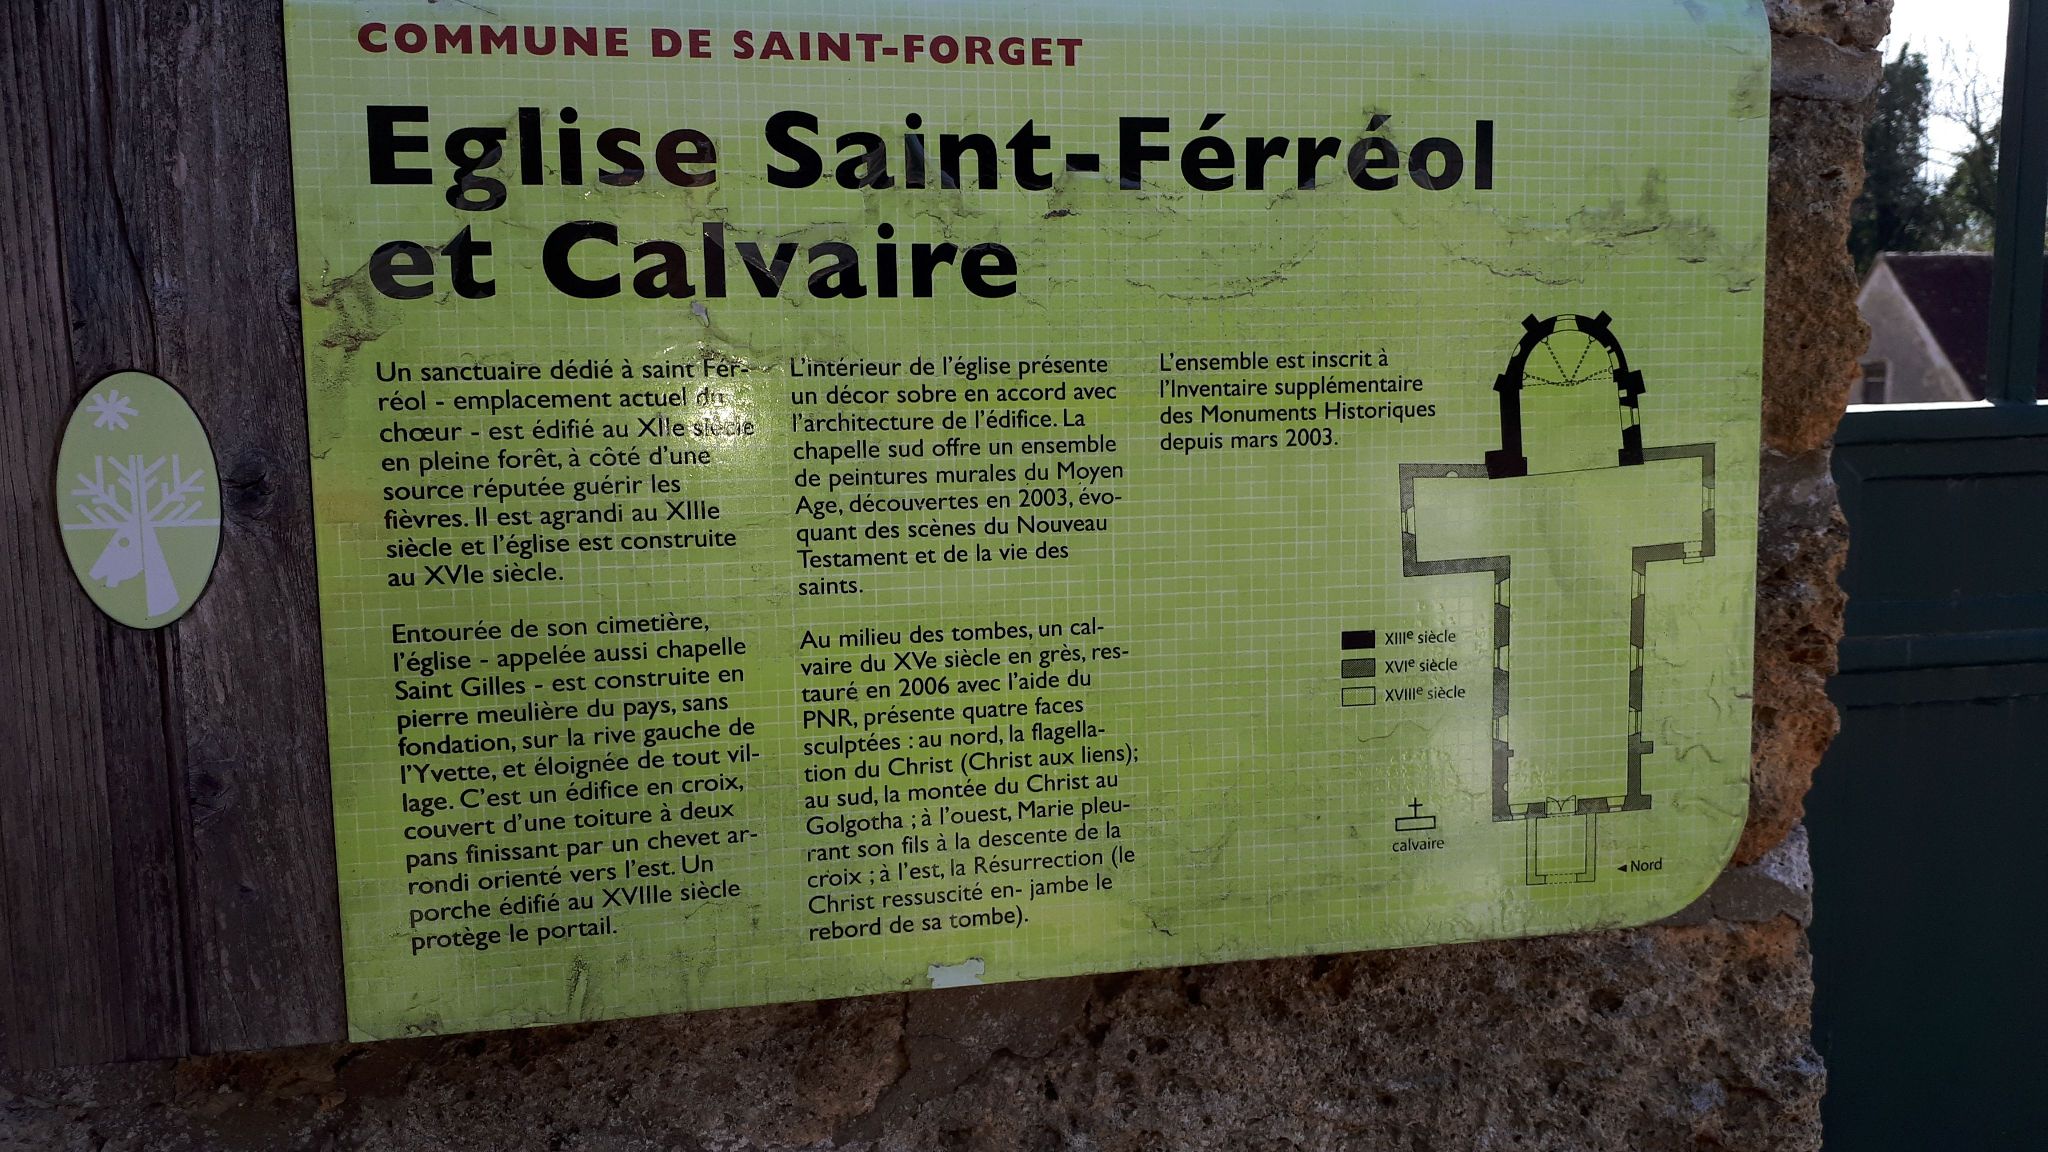 COMMUNE DE SAINT-FORGET
Eglise Saint-Férréol
et Calvaire
Un sanctuaire dédié à saint Fér-
réol - emplacement actuel du
chœur - est édifié au XIIe siècle
en pleine forêt, à côté d'une
source réputée guérir les
fièvres. Il est agrandi au XIIIe
siècle et l'église est construite
au XVIe siècle.
Entourée de son cimetière,
l'église - appelée aussi chapelle
Saint Gilles - est construite en
pierre meulière du pays, sans
fondation, sur la rive gauche de
l'Yvette, et éloignée de tout vil-
lage. C'est un édifice en croix,
couvert d'une toiture à deux
pans finissant par un chevet ar-
rondi orienté vers l'est. Un
porche édifié au XVIIIe siècle
protège le portail.
L'intérieur de l'église présente
un décor sobre en accord avec
l'architecture de l'édifice. La
chapelle sud offre un ensemble
de peintures murales du Moyen
Age, découvertes en 2003, évo-
quant des scènes du Nouveau
Testament et de la vie des
saints.
Au milieu des tombes, un cal-
vaire du XVe siècle en grès, res-
tauré en 2006 avec l'aide du
PNR, présente quatre faces
sculptées : au nord, la flagella-
tion du Christ (Christ aux liens);
au sud, la montée du Christ au
Golgotha ; à l'ouest, Marie pleu-
rant son fils à la descente de la
croix ; à l'est, la Résurrection (le
Christ ressuscité en- jambe le
rebord de sa tombe).
L'ensemble est inscrit à
l'Inventaire supplémentaire
des Monuments Historiques
depuis mars 2003.
XIIIe siècle
XVIe siècle
XVIIIe siècle
calvaire
◄ Nord